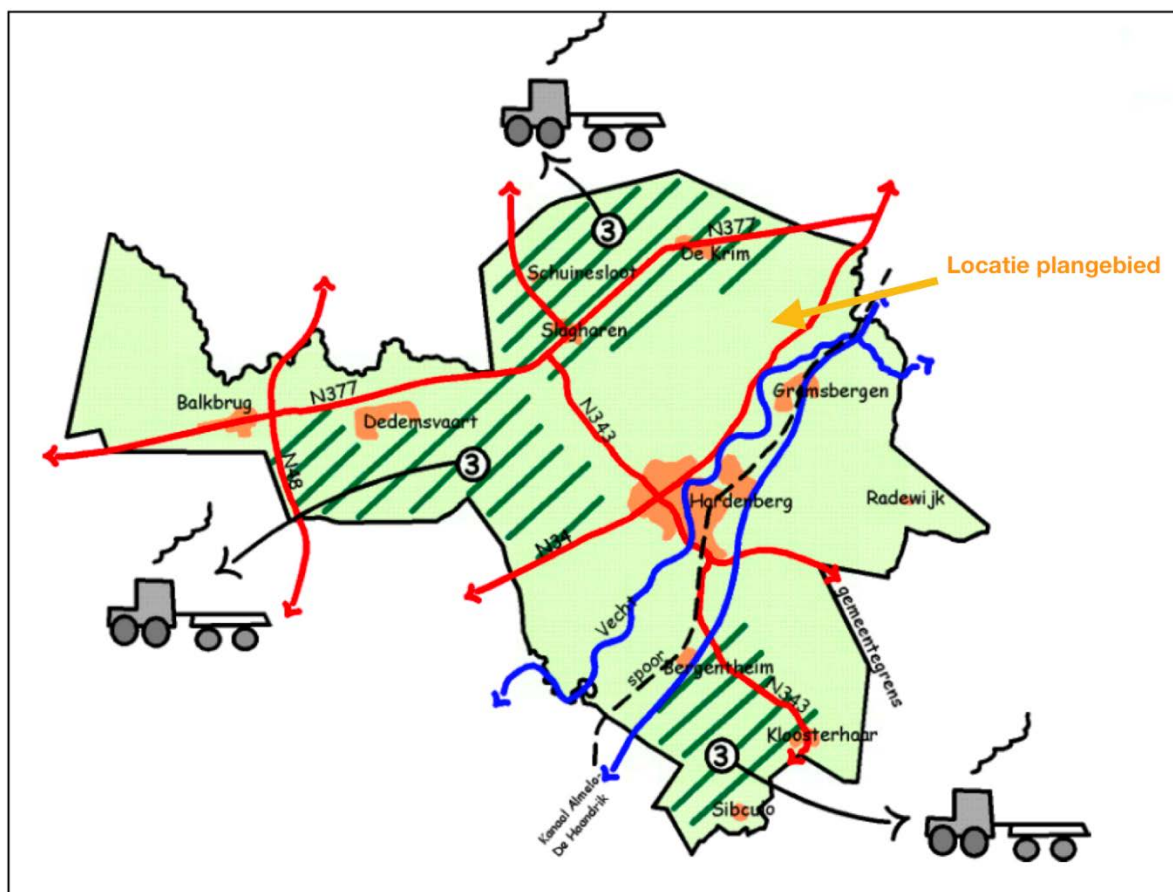 3
N377
De Krim
Schuinesloot
Locatie plangebied
Slagharen
N377
Balkbrug
Dedemsvaart
N343
Gramsbergen
N48
3
Hardenberg
Radewijk
N34
Vecht
gemeentegrens
spoor
Bergentheim
N343
Kloosterhaar
3
Kanaal Almelo-
De Haandrik
Sibculo